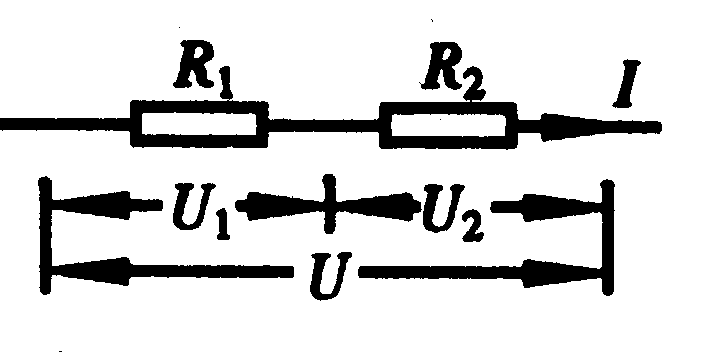 R₁ R₂ I
U₁ U₂
U